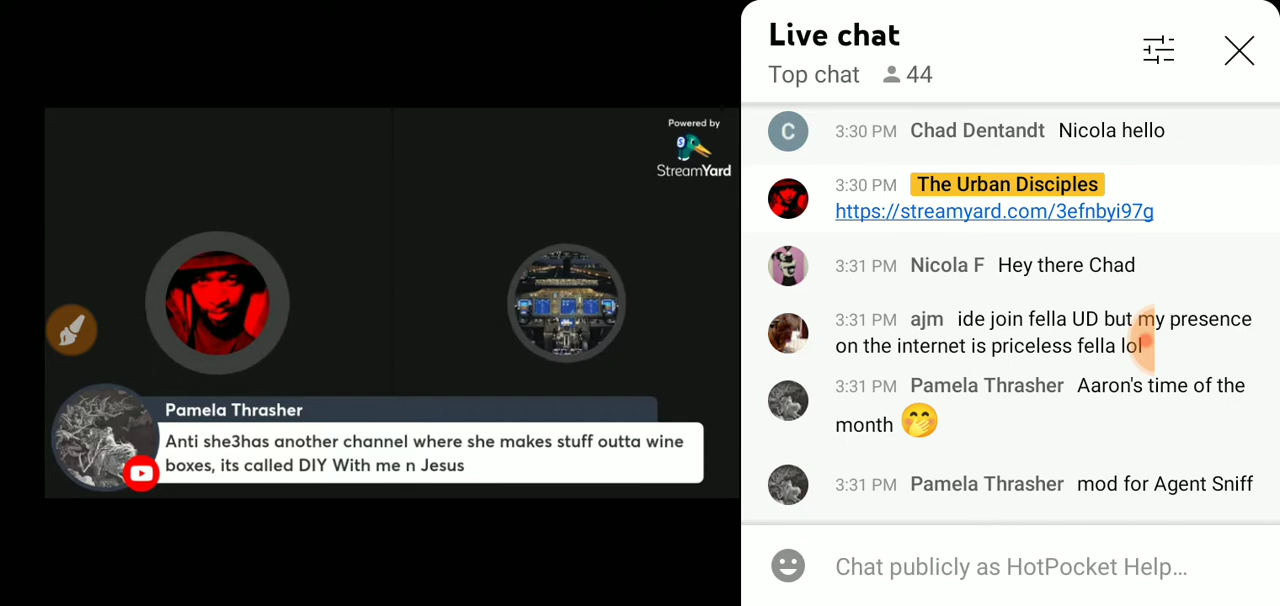 Powered by
StreamYard
Pamela Thrasher
Anti she3has another channel where she makes stuff outta wine
boxes, its called DIY With me n Jesus
Live chat
Top chat 44
3:30 PM Chad Dentandt Nicola hello
3:30 PM The Urban Disciples
https://streamyard.com/3efnbyi97g
3:31 PM Nicola F Hey there Chad
3:31 PM ajm ide join fella UD but my presence
on the internet is priceless fella lol
3:31 PM Pamela Thrasher Aaron's time of the
month 🤭
3:31 PM Pamela Thrasher mod for Agent Sniff
Chat publicly as HotPocket Help...